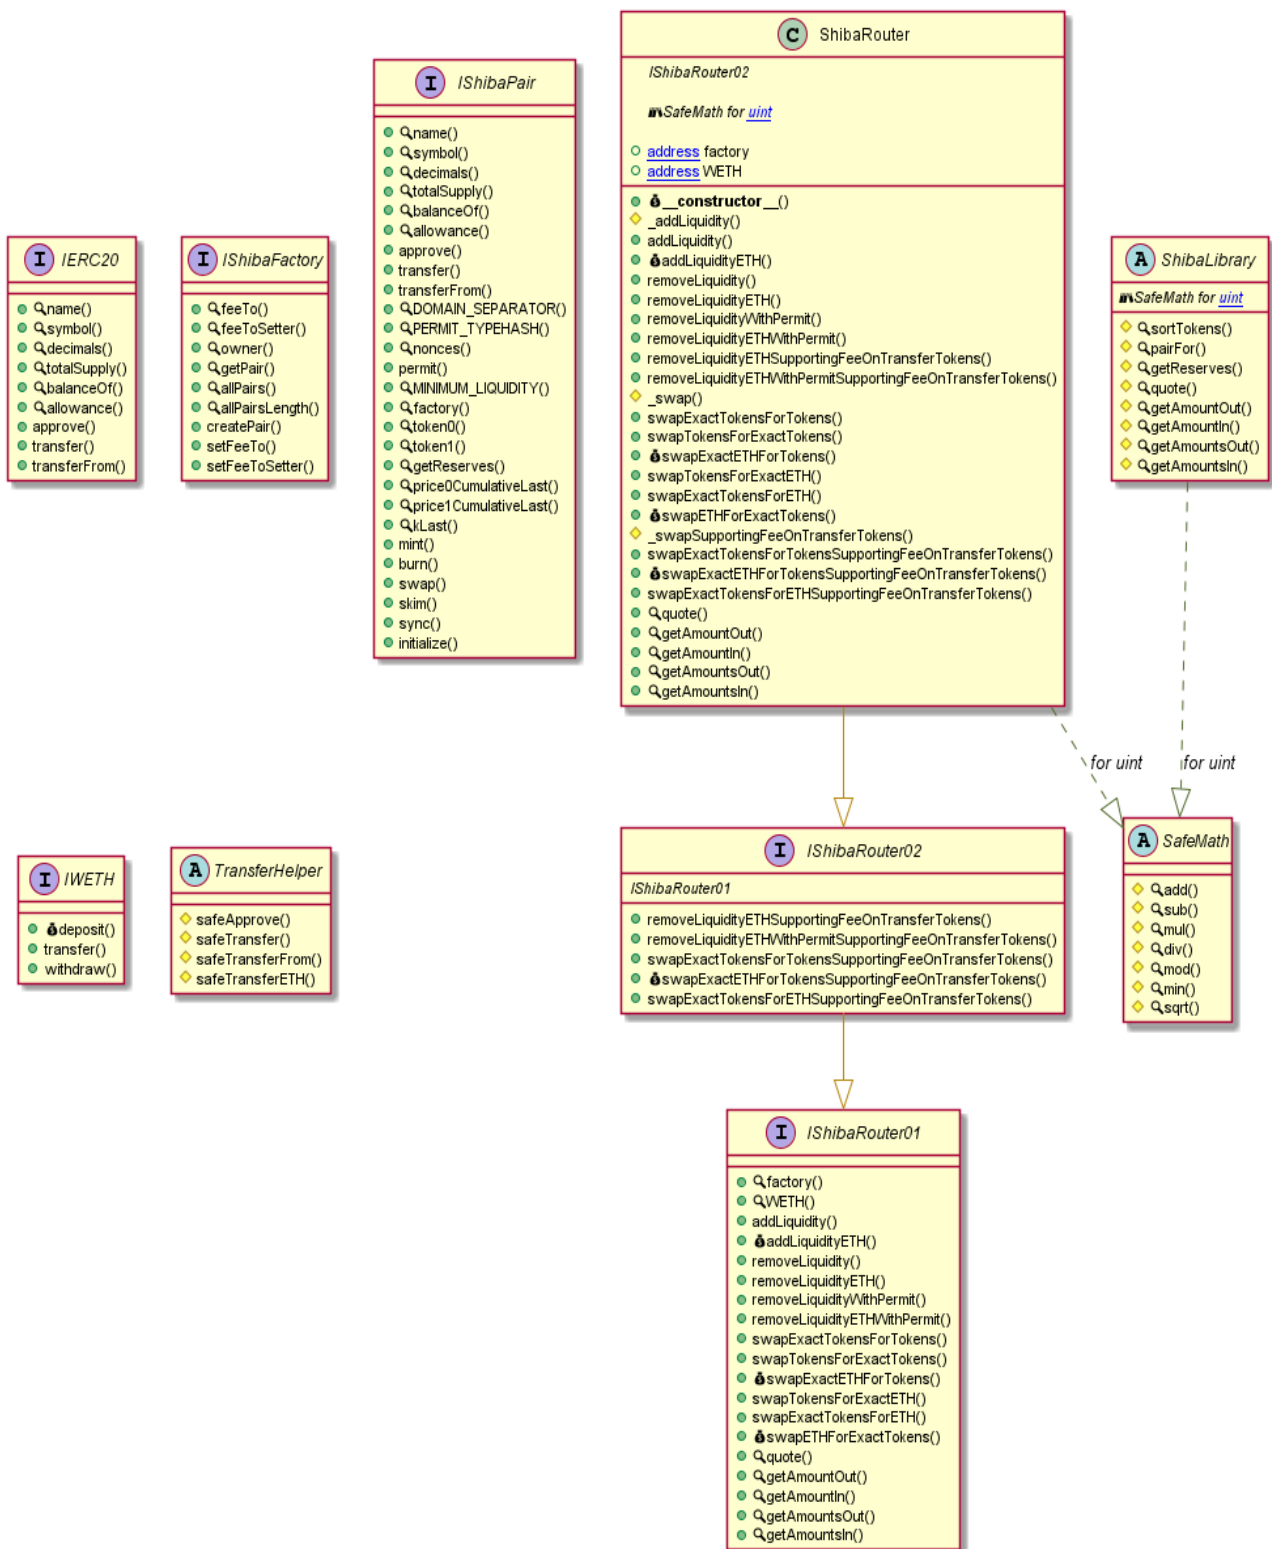 I IERC20
name()
symbol()
decimals()
totalSupply()
balanceOf()
allowance()
approve()
transfer()
transferFrom()
I IShibaFactory
feeTo()
feeToSetter()
owner()
getPair()
allPairs()
allPairsLength()
createPair()
setFeeTo()
setFeeToSetter()
I IShibaPair
name()
symbol()
decimals()
totalSupply()
balanceOf()
allowance()
approve()
transfer()
transferFrom()
DOMAIN_SEPARATOR()
PERMIT_TYPEHASH()
nonces()
permit()
MINIMUM_LIQUIDITY()
factory()
token0()
token1()
getReserves()
price0CumulativeLast()
price1CumulativeLast()
kLast()
mint()
burn()
swap()
skim()
sync()
initialize()
C ShibaRouter
IShibaRouter02
SafeMath for uint
address factory
address WETH
__constructor__()
_addLiquidity()
addLiquidity()
addLiquidityETH()
removeLiquidity()
removeLiquidityETH()
removeLiquidityWithPermit()
removeLiquidityETHWithPermit()
removeLiquidityETHSupportingFeeOnTransferTokens()
removeLiquidityETHWithPermitSupportingFeeOnTransferTokens()
_swap()
swapExactTokensForTokens()
swapTokensForExactTokens()
swapExactETHForTokens()
swapTokensForExactETH()
swapExactTokensForETH()
swapETHForExactTokens()
_swapSupportingFeeOnTransferTokens()
swapExactTokensForTokensSupportingFeeOnTransferTokens()
swapExactETHForTokensSupportingFeeOnTransferTokens()
swapExactTokensForETHSupportingFeeOnTransferTokens()
quote()
getAmountOut()
getAmountIn()
getAmountsOut()
getAmountsIn()
A ShibaLibrary
SafeMath for uint
sortTokens()
pairFor()
getReserves()
quote()
getAmountOut()
getAmountIn()
getAmountsOut()
getAmountsIn()
for uint
for uint
I IWETH
deposit()
transfer()
withdraw()
A TransferHelper
safeApprove()
safeTransfer()
safeTransferFrom()
safeTransferETH()
I IShibaRouter02
IShibaRouter01
removeLiquidityETHSupportingFeeOnTransferTokens()
removeLiquidityETHWithPermitSupportingFeeOnTransferTokens()
swapExactTokensForTokensSupportingFeeOnTransferTokens()
swapExactETHForTokensSupportingFeeOnTransferTokens()
swapExactTokensForETHSupportingFeeOnTransferTokens()
A SafeMath
add()
sub()
mul()
div()
mod()
min()
sqrt()
I IShibaRouter01
factory()
WETH()
addLiquidity()
addLiquidityETH()
removeLiquidity()
removeLiquidityETH()
removeLiquidityWithPermit()
removeLiquidityETHWithPermit()
swapExactTokensForTokens()
swapTokensForExactTokens()
swapExactETHForTokens()
swapTokensForExactETH()
swapExactTokensForETH()
swapETHForExactTokens()
quote()
getAmountOut()
getAmountIn()
getAmountsOut()
getAmountsIn()